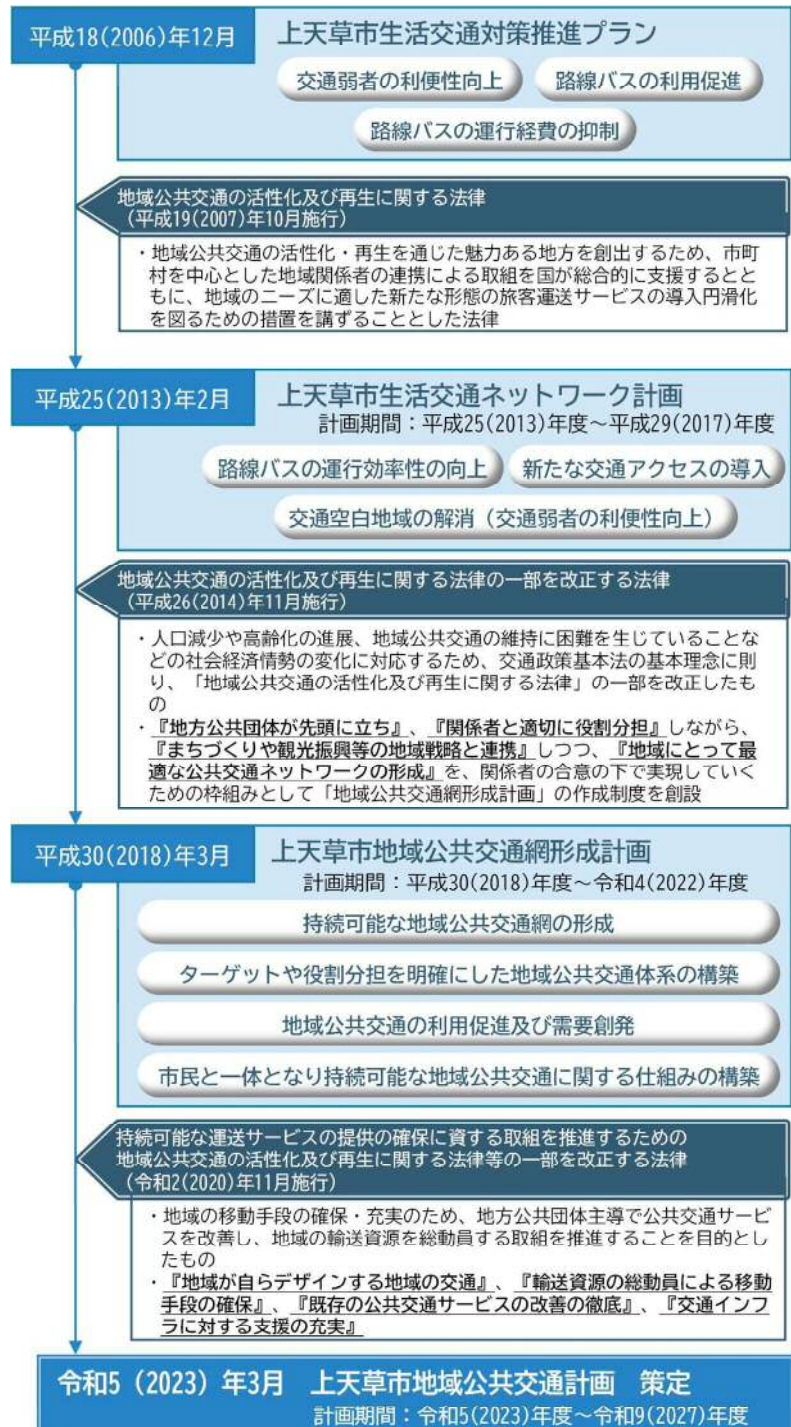 平成18(2006)年12月
上天草市生活交通対策推進プラン
交通弱者の利便性向上
路線バスの利用促進
路線バスの運行経費の抑制
地域公共交通の活性化及び再生に関する法律
(平成19(2007)年10月施行)
・地域公共交通の活性化・再生を通じた魅力ある地方を創出するため、市町
村を中心とした地域関係者の連携による取組を国が総合的に支援するとと
もに、地域のニーズに適した新たな形態の旅客運送サービスの導入円滑化
を図るための措置を講ずることとした法律
平成25(2013)年2月
上天草市生活交通ネットワーク計画
計画期間：平成25(2013)年度～平成29(2017)年度
路線バスの運行効率性の向上
新たな交通アクセスの導入
交通空白地域の解消（交通弱者の利便性向上）
地域公共交通の活性化及び再生に関する法律の一部を改正する法律
(平成26(2014)年11月施行)
・人口減少や高齢化の進展、地域公共交通の維持に困難を生じていることな
どの社会経済情勢の変化に対応するため、交通政策基本法の基本理念に則
り、「地域公共交通の活性化及び再生に関する法律」の一部を改正したも
の
・『地方公共団体が先頭に立ち』、『関係者と適切に役割分担』しながら、
『まちづくりや観光振興等の地域戦略と連携』しつつ、『地域にとって最
適な公共交通ネットワークの形成』を、関係者の合意の下で実現していく
ための枠組みとして「地域公共交通網形成計画」の作成制度を創設
平成30(2018)年3月
上天草市地域公共交通網形成計画
計画期間：平成30(2018)年度～令和4(2022)年度
持続可能な地域公共交通網の形成
ターゲットや役割分担を明確にした地域公共交通体系の構築
地域公共交通の利用促進及び需要創発
市民と一体となり持続可能な地域公共交通に関する仕組みの構築
持続可能な運送サービスの提供の確保に資する取組を推進するための
地域公共交通の活性化及び再生に関する法律等の一部を改正する法律
(令和2(2020)年11月施行)
・地域の移動手段の確保・充実のため、地方公共団体主導で公共交通サービ
スを改善し、地域の輸送資源を総動員する取組を推進することを目的とし
たもの
・『地域が自らデザインする地域の交通』、『輸送資源の総動員による移動
手段の確保』、『既存の公共交通サービスの改善の徹底』、『交通インフ
ラに対する支援の充実』
令和5（2023）年3月　上天草市地域公共交通計画　策定
計画期間：令和5(2023)年度～令和9(2027)年度